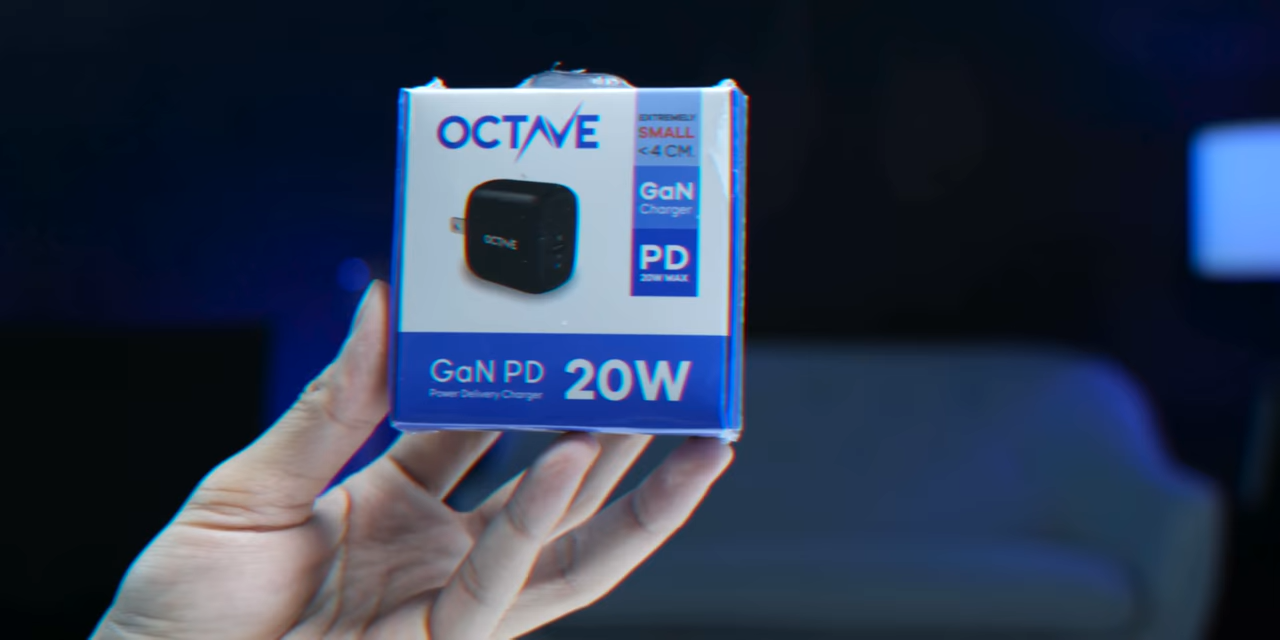 OCTAVE
EXTREMELY
SMALL
<4 CM.
GaN
Charger
PD
20W MAX
OCTAVE
GaN PD
Power Delivery Charger
20W